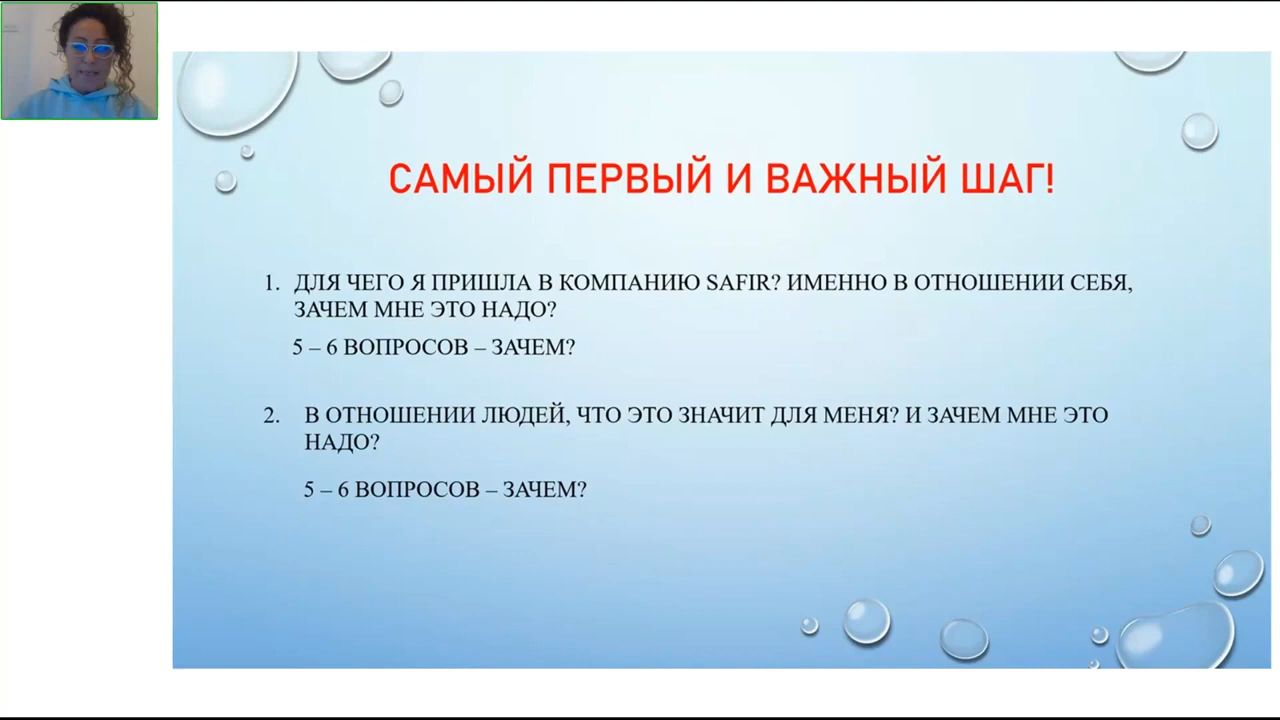 САМЫЙ ПЕРВЫЙ И ВАЖНЫЙ ШАГ!
1. ДЛЯ ЧЕГО Я ПРИШЛА В КОМПАНИЮ SAFIR? ИМЕННО В ОТНОШЕНИИ СЕБЯ,
ЗАЧЕМ МНЕ ЭТО НАДО?
5 – 6 ВОПРОСОВ – ЗАЧЕМ?
2. В ОТНОШЕНИИ ЛЮДЕЙ, ЧТО ЭТО ЗНАЧИТ ДЛЯ МЕНЯ? И ЗАЧЕМ МНЕ ЭТО
НАДО?
5 – 6 ВОПРОСОВ – ЗАЧЕМ?